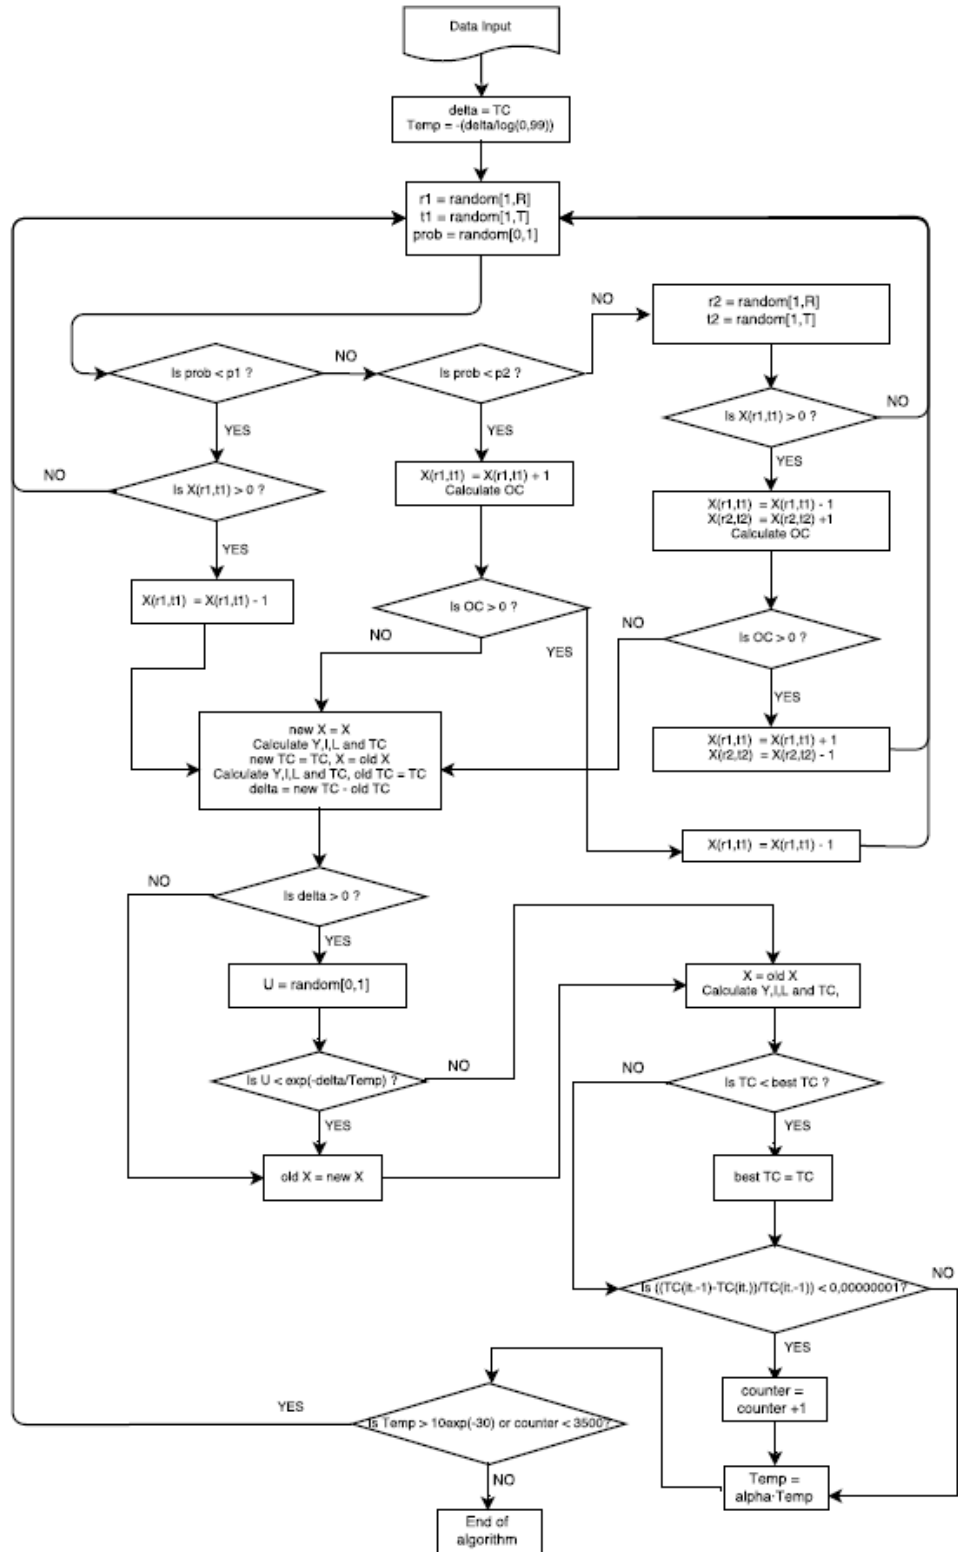 Data Input
delta = TC
Temp = -(delta/log(0,99))
r1 = random[1,R]
t1 = random[1,T]
prob = random[0,1]
NO
r2 = random[1,R]
t2 = random[1,T]
Is prob < p1 ?
NO
Is prob < p2 ?
Is X(r1,t1) > 0 ?
NO
YES
YES
YES
NO
Is X(r1,t1) > 0 ?
X(r1,t1) = X(r1,t1) + 1
Calculate OC
X(r1,t1) = X(r1,t1) - 1
X(r2,t2) = X(r2,t2) +1
Calculate OC
YES
X(r1,t1) = X(r1,t1) - 1
Is OC > 0 ?
NO
YES
Is OC > 0 ?
NO
YES
new X = X
Calculate Y,I,L and TC
new TC = TC, X = old X
Calculate Y,I,L and TC, old TC = TC
delta = new TC - old TC
X(r1,t1) = X(r1,t1) + 1
X(r2,t2) = X(r2,t2) - 1
X(r1,t1) = X(r1,t1) - 1
NO
Is delta > 0 ?
YES
U = random[0,1]
X = old X
Calculate Y,I,L and TC,
Is U < exp(-delta/Temp) ?
NO
NO
Is TC < best TC ?
YES
YES
old X = new X
best TC = TC
Is ((TC(it.-1)-TC(it.))/TC(it.-1)) < 0,00000001?
NO
YES
counter =
counter +1
YES
Is Temp > 10exp(-30) or counter < 3500?
NO
Temp =
alpha·Temp
End of
algorithm